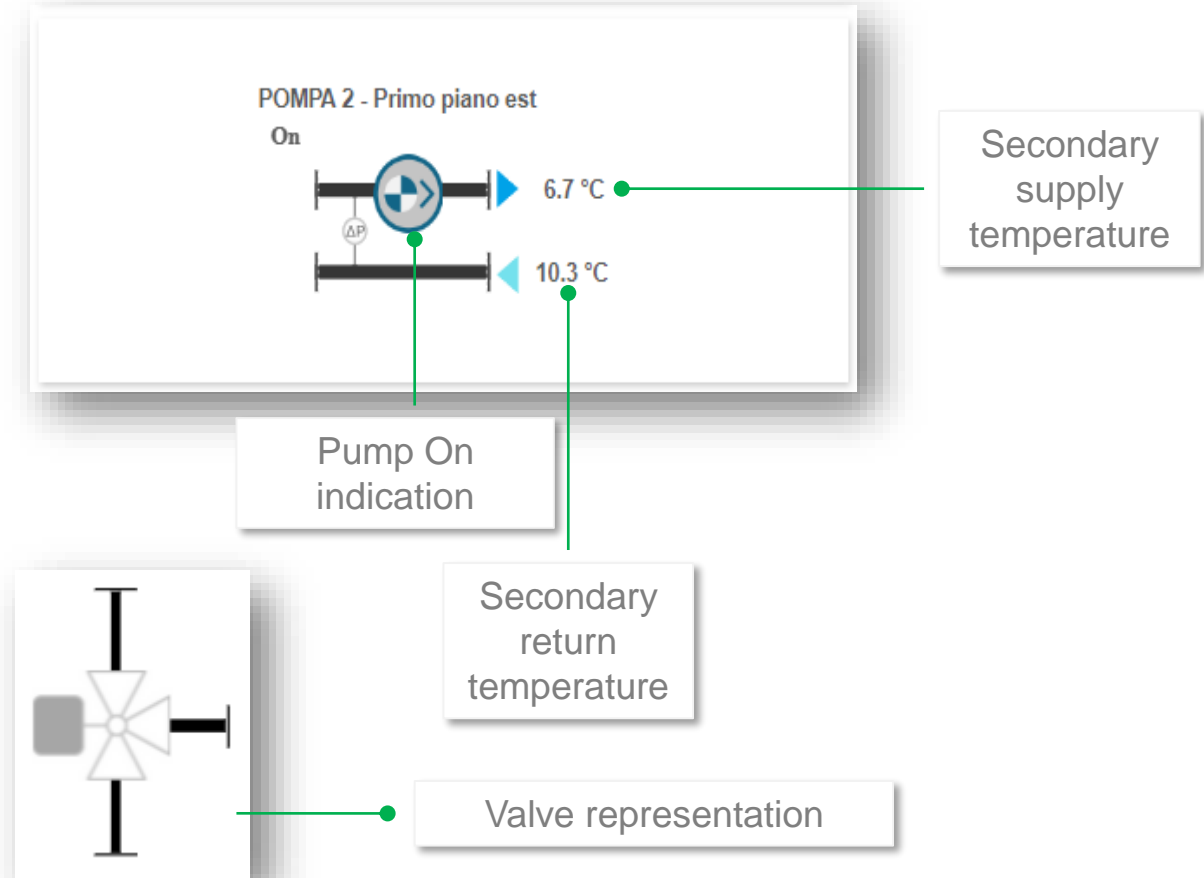 POMPA 2 - Primo piano est
On
6.7 °C
ΔP
10.3 °C
Secondary
supply
temperature
Pump On
indication
Secondary
return
temperature
Valve representation